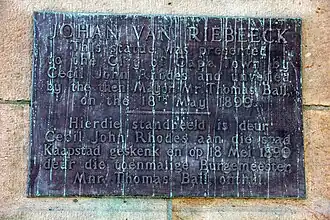 JOHAN VAN RIEBEECK
This statue was presented
to the City of Cape Town by
Cecil John Rhodes and unveiled
by the then Mayor Mr Thomas Ball
on the 18th May 1899
Hierdie standbeeld is deur
Cecil John Rhodes aan die stad
Kaapstad geskenk en op 18 Mei 1899
deur die toenmalige Burgemeester
Mnr. Thomas Ball onthul